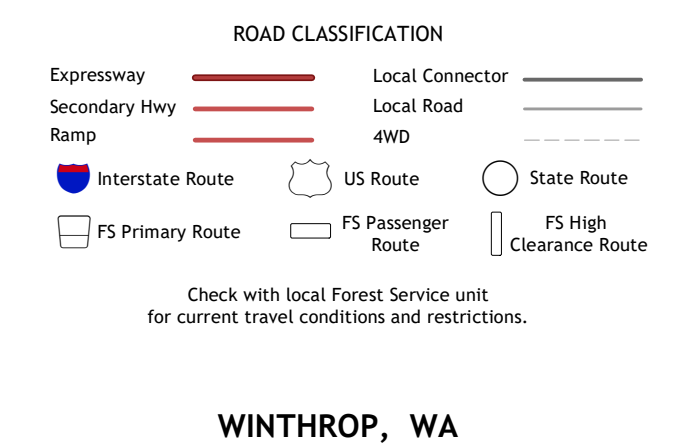 ROAD CLASSIFICATION
Expressway
Local Connector
Secondary Hwy
Local Road
Ramp
4WD
Interstate Route
US Route
State Route
FS Primary Route
FS Passenger
Route
FS High
Clearance Route
Check with local Forest Service unit
for current travel conditions and restrictions.
WINTHROP, WA